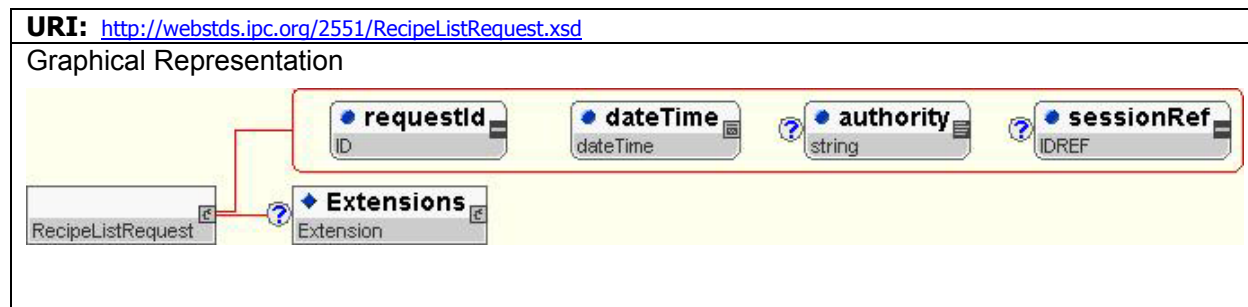 URI: http://webstds.ipc.org/2551/RecipeListRequest.xsd
Graphical Representation
requestId dateTime ? authority ? sessionRef
ID dateTime string IDREF
? Extensions
RecipeListRequest Extension